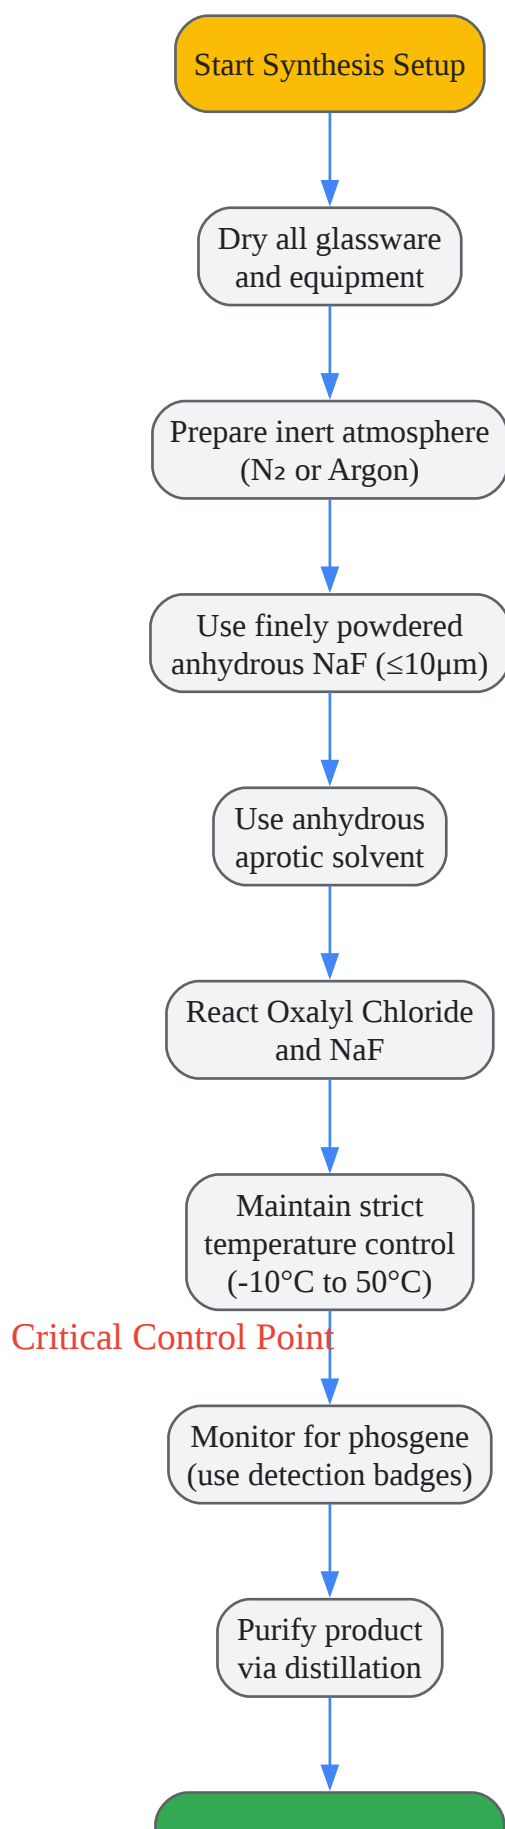 Start Synthesis Setup
Dry all glassware
and equipment
Prepare inert atmosphere
(N₂ or Argon)
Use finely powdered
anhydrous NaF (≤10μm)
Use anhydrous
aprotic solvent
React Oxalyl Chloride
and NaF
Maintain strict
temperature control
(-10°C to 50°C)
Critical Control Point
Monitor for phosgene
(use detection badges)
Purify product
via distillation